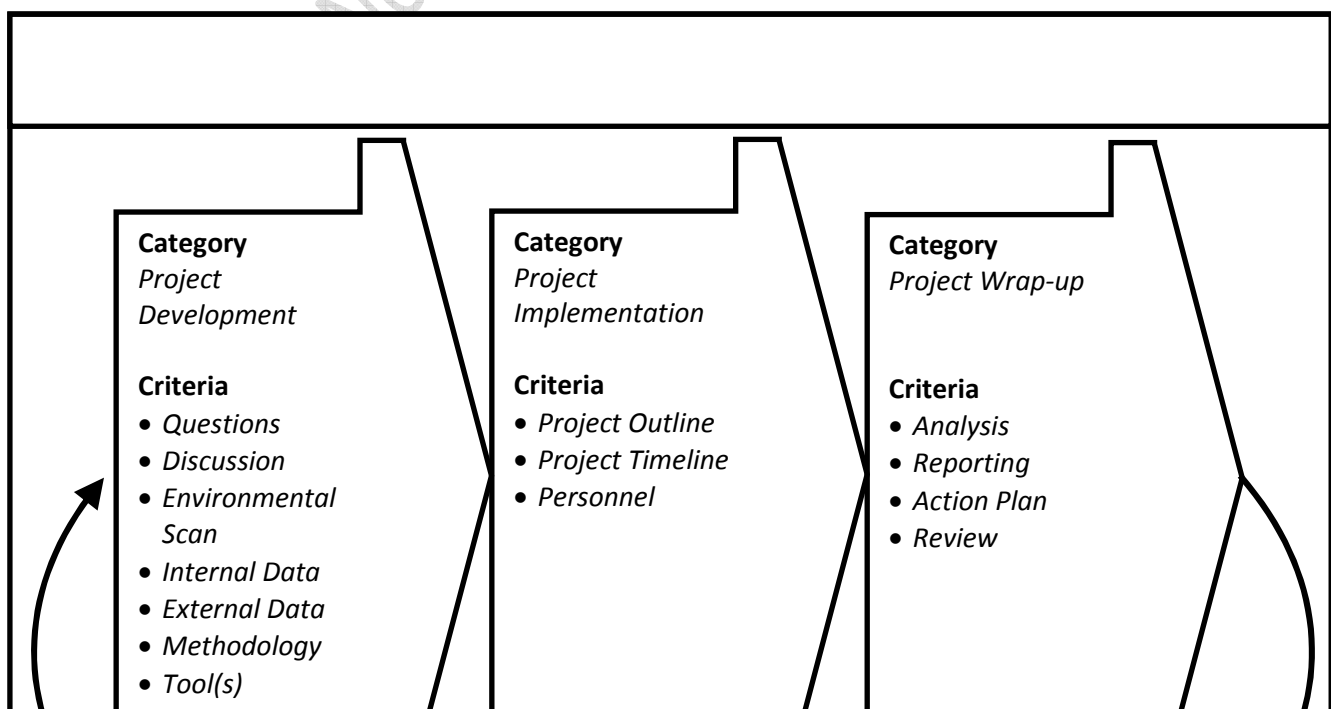 Category
Project
Development
Criteria
• Questions
• Discussion
• Environmental
Scan
• Internal Data
• External Data
• Methodology
• Tool(s)
Category
Project
Implementation
Criteria
• Project Outline
• Project Timeline
• Personnel
Category
Project Wrap-up
Criteria
• Analysis
• Reporting
• Action Plan
• Review